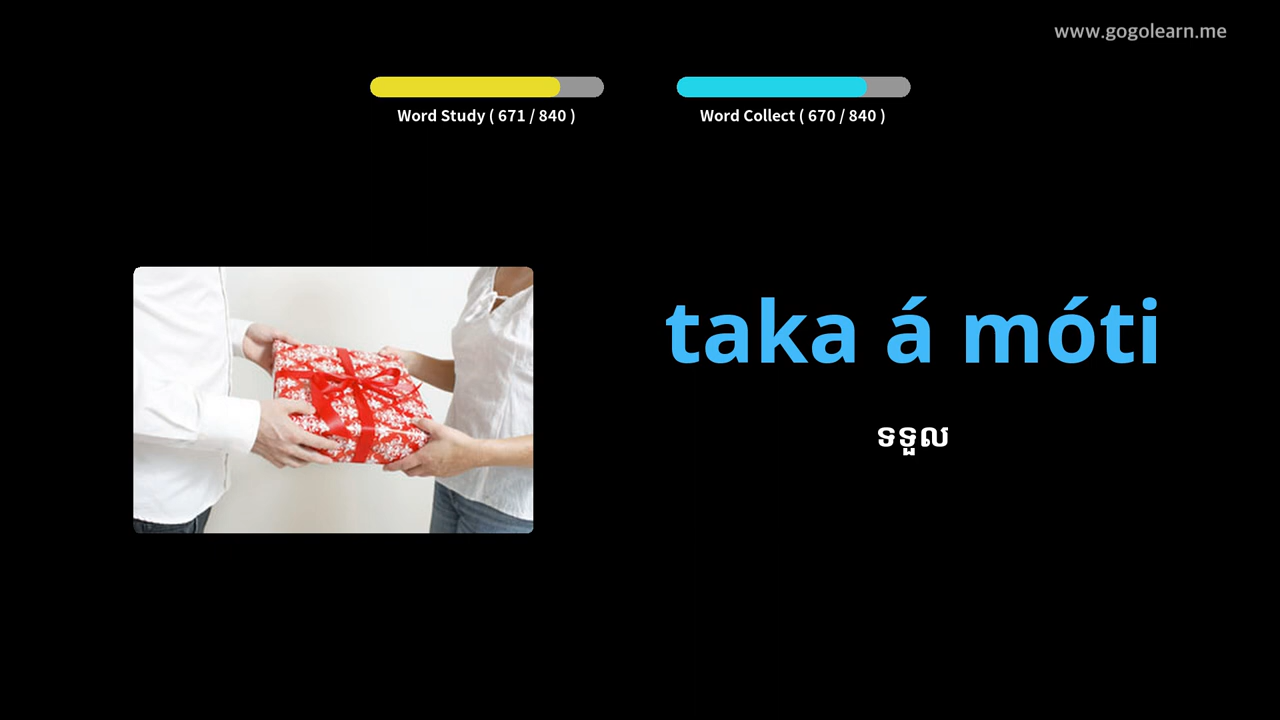 www.gogolearn.me
Word Study ( 671 / 840 )
Word Collect ( 670 / 840 )
taka á móti
ទទួល